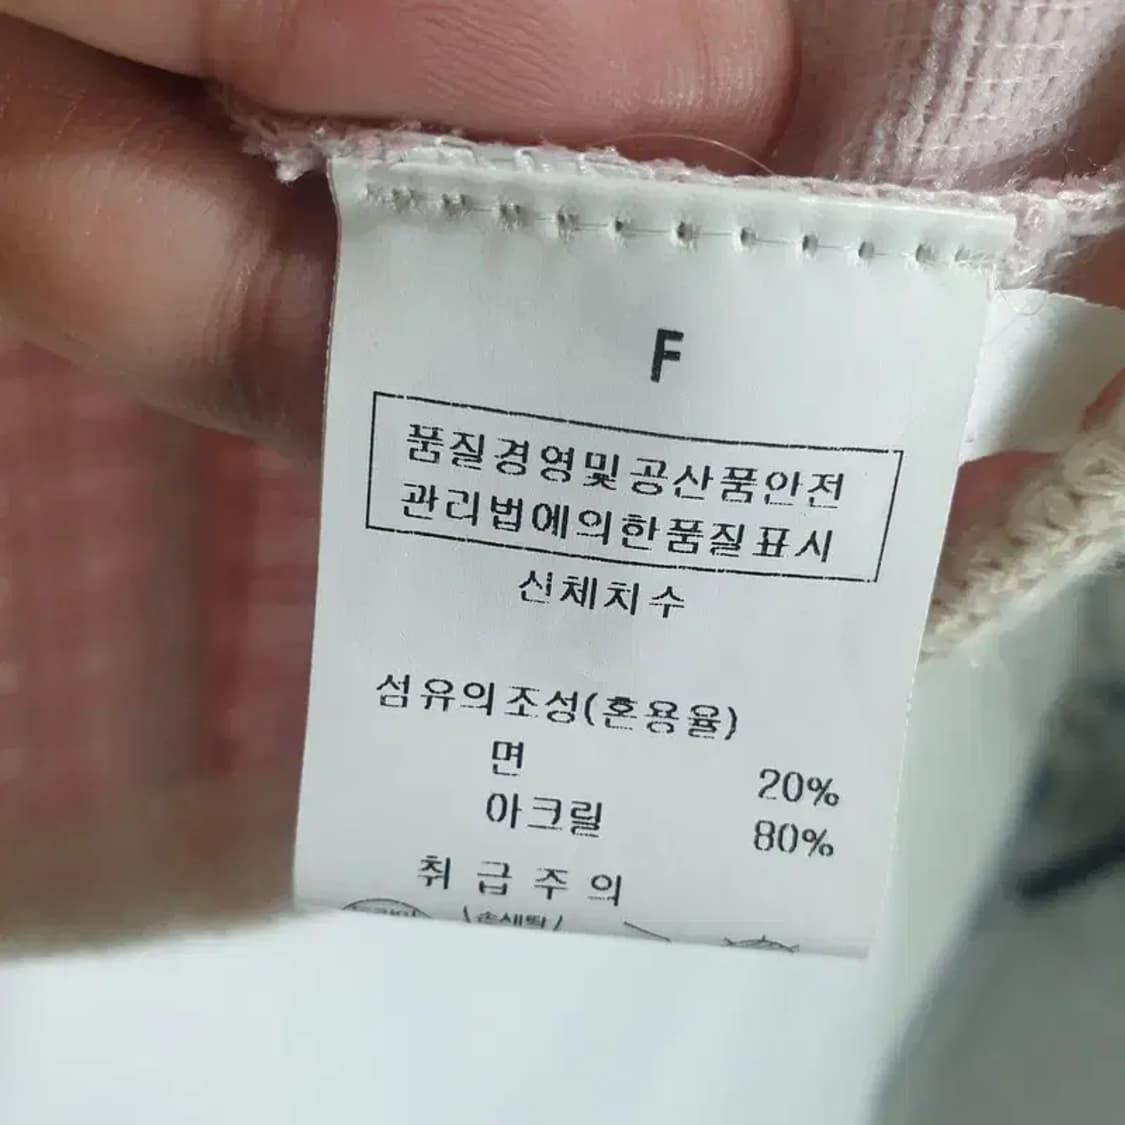 F
품질경영및공산품안전
관리법에의한품질표시
신체치수
섬유의조성(혼용율)
면 20%
아크릴 80%
취급주의